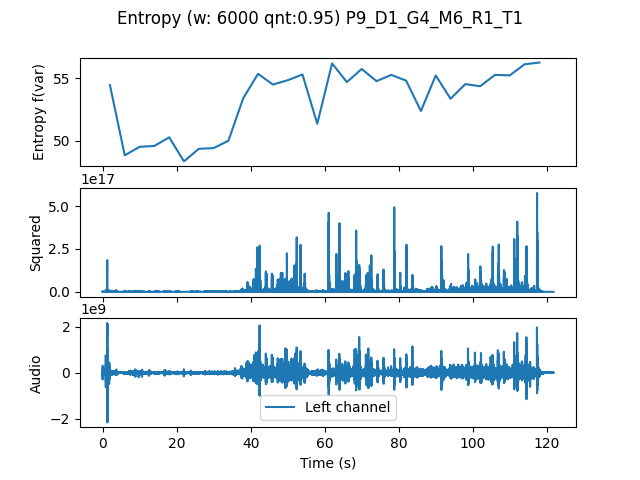 Entropy (w: 6000 qnt:0.95) P9_D1_G4_M6_R1_T1
Entropy f(var)
55
50
1e17
Squared
5.0
2.5
0.0
1e9
Audio
2
0
−2
Left channel
0
20
40
60
80
100
120
Time (s)